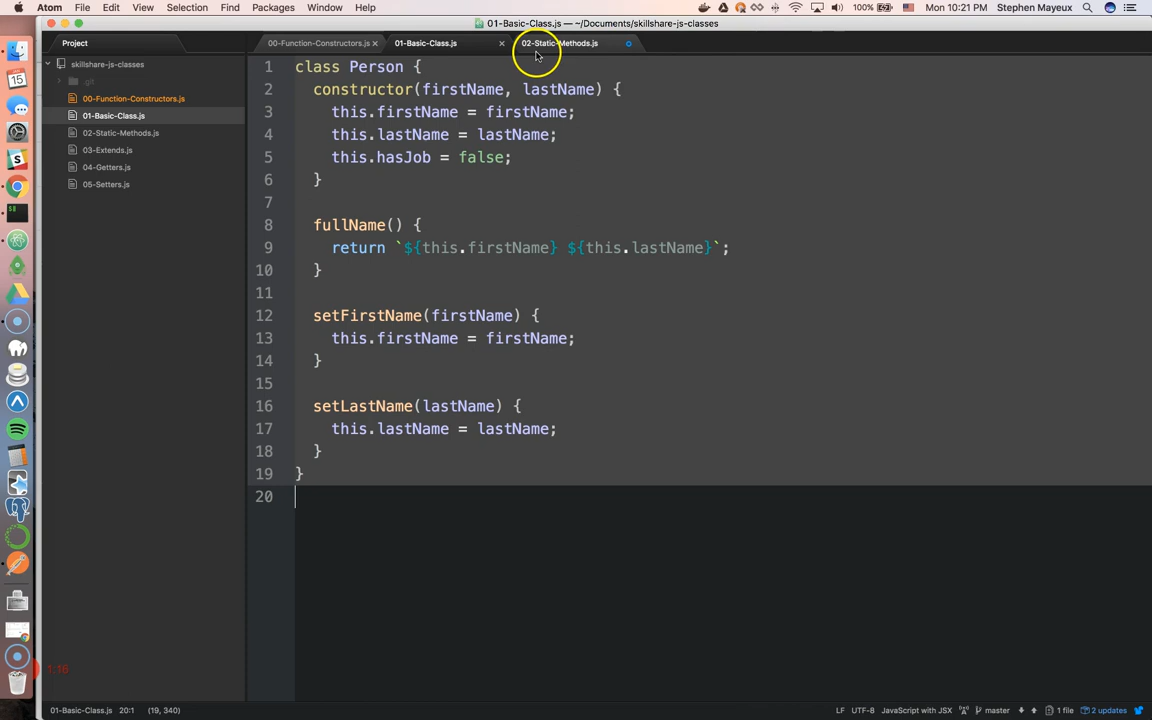 Atom File Edit View Selection Find Packages Window Help 100% Mon 10:21 PM Stephen Mayeux
01-Basic-Class.js — ~/Documents/skillshare-js-classes
Project 00-Function-Constructors.js 01-Basic-Class.js 02-Static-Methods.js
skillshare-js-classes
.git
00-Function-Constructors.js
01-Basic-Class.js
02-Static-Methods.js
03-Extends.js
04-Getters.js
05-Setters.js
1 class Person {
2 constructor(firstName, lastName) {
3 this.firstName = firstName;
4 this.lastName = lastName;
5 this.hasJob = false;
6 }
7
8 fullName() {
9 return `${this.firstName} ${this.lastName}`;
10 }
11
12 setFirstName(firstName) {
13 this.firstName = firstName;
14 }
15
16 setLastName(lastName) {
17 this.lastName = lastName;
18 }
19 }
20
1:16
01-Basic-Class.js 20:1 (19, 340) LF UTF-8 JavaScript with JSX master 1 file 2 updates